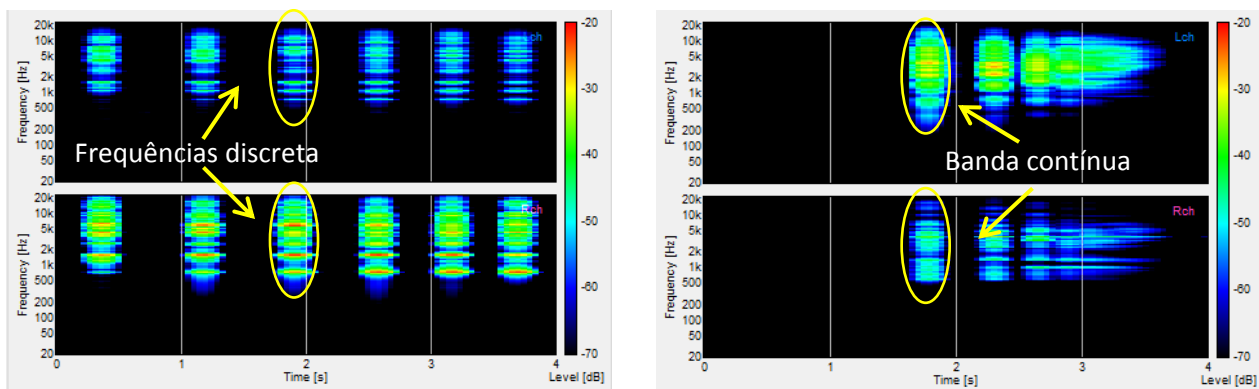 20k
10k
5k
2k
1k
500
200
100
50
20
Frequency [Hz]
Lch
Frequências discreta
20k
10k
5k
2k
1k
500
200
100
50
20
Frequency [Hz]
Rch
0 1 2 3 4
Time [s]
-20
-30
-40
-50
-60
-70
Level [dB]
20k
10k
5k
2k
1k
500
200
100
50
20
Frequency [Hz]
Lch
Banda contínua
20k
10k
5k
2k
1k
500
200
100
50
20
Frequency [Hz]
Rch
0 1 2 3 4
Time [s]
-20
-30
-40
-50
-60
-70
Level [dB]